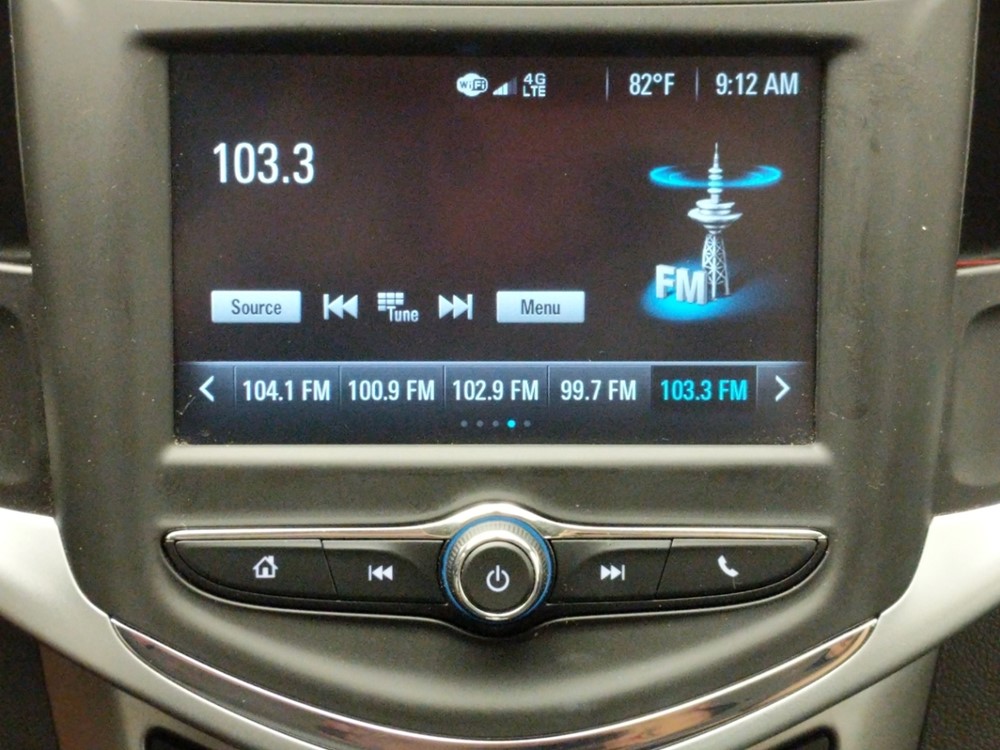 WiFi 4G LTE 82°F 9:12 AM
103.3
FM
Source Tune Menu
104.1 FM 100.9 FM 102.9 FM 99.7 FM 103.3 FM